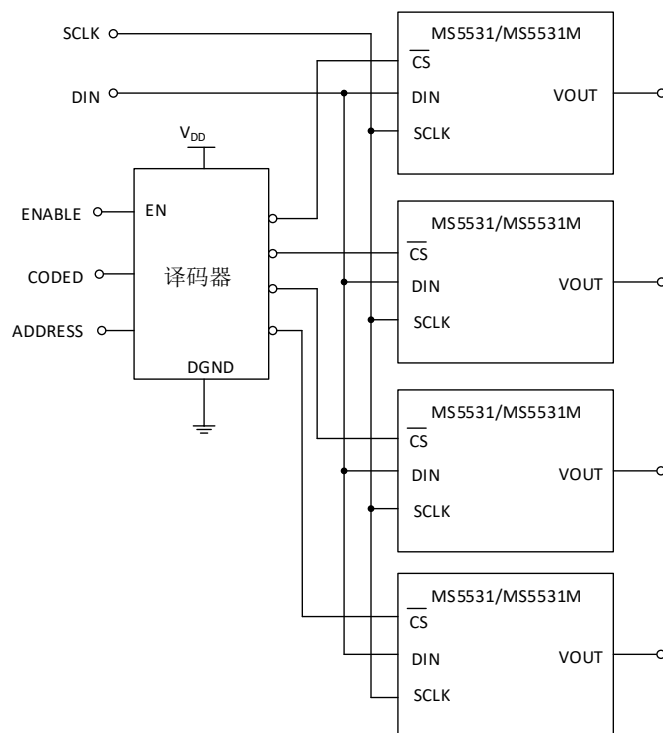 SCLK
DIN
VDD
ENABLE
EN
CODED
译码器
ADDRESS
DGND
MS5531/MS5531M
CS
DIN
VOUT
SCLK
MS5531/MS5531M
CS
DIN
VOUT
SCLK
MS5531/MS5531M
CS
DIN
VOUT
SCLK
MS5531/MS5531M
CS
DIN
VOUT
SCLK